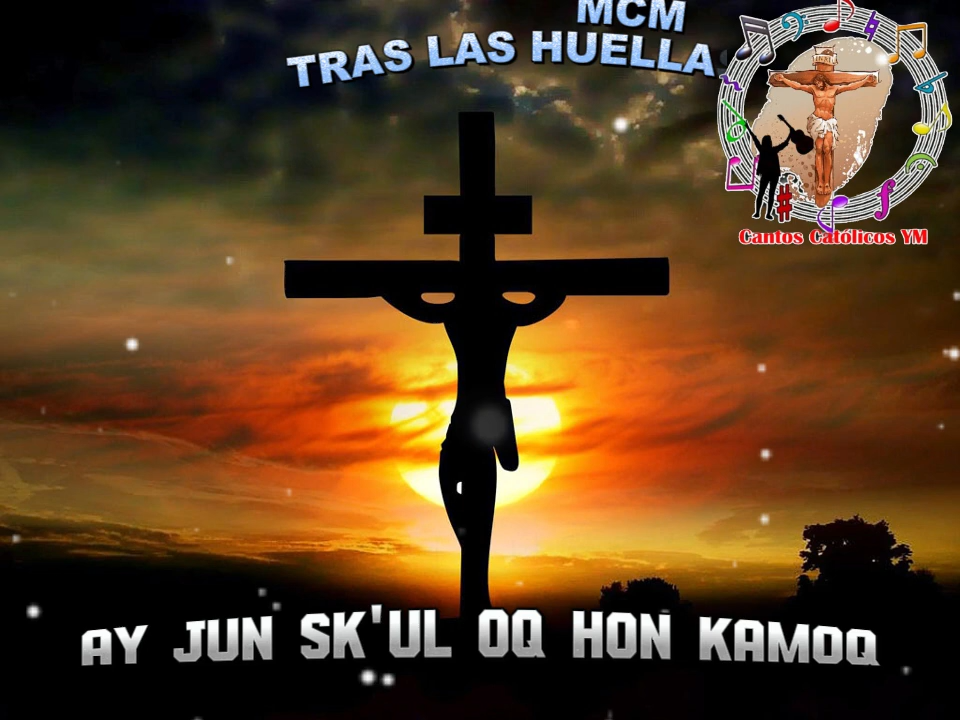 MCM
TRAS LAS HUELLA
Cantos Católicos YM
AY JUN SK'UL OQ HON KAMOQ